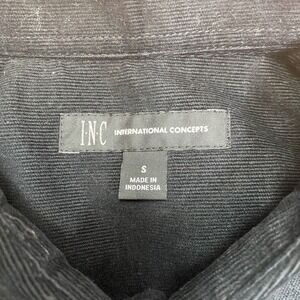 I·N·C INTERNATIONAL CONCEPTS
S
MADE IN
INDONESIA